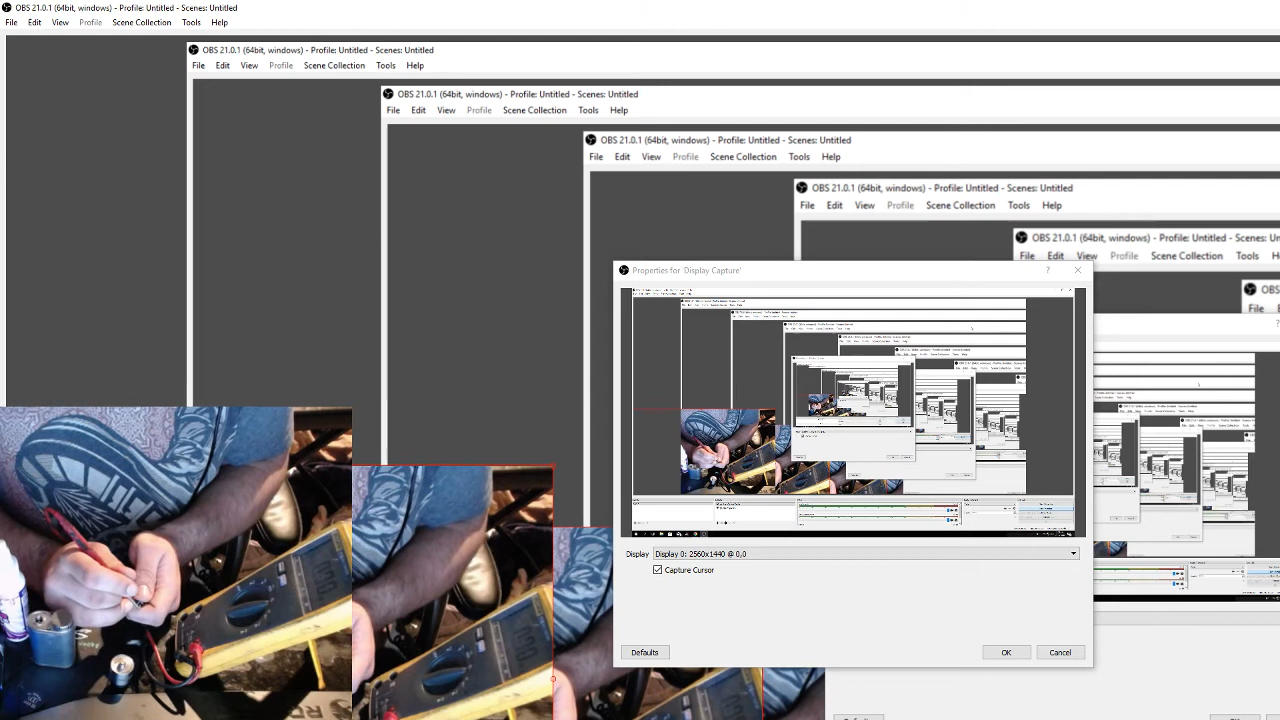 OBS 21.0.1 (64bit, windows) - Profile: Untitled - Scenes: Untitled
File Edit View Profile Scene Collection Tools Help
OBS 21.0.1 (64bit, windows) - Profile: Untitled - Scenes: Untitled
File Edit View Profile Scene Collection Tools Help
OBS 21.0.1 (64bit, windows) - Profile: Untitled - Scenes: Untitled
File Edit View Profile Scene Collection Tools Help
OBS 21.0.1 (64bit, windows) - Profile: Untitled - Scenes: Untitled
File Edit View Profile Scene Collection Tools Help
OBS 21.0.1 (64bit, windows) - Profile: Untitled - Scenes: Untitled
File Edit View Profile Scene Collection Tools Help
OBS 21.0.1 (64bit, windows) - Profile: Untitled - Scenes: Un
File Edit View Profile Scene Collection Tools H
OBS
File
Properties for 'Display Capture'
Display Display 0: 2560x1440 @ 0,0
Capture Cursor
Defaults OK Cancel